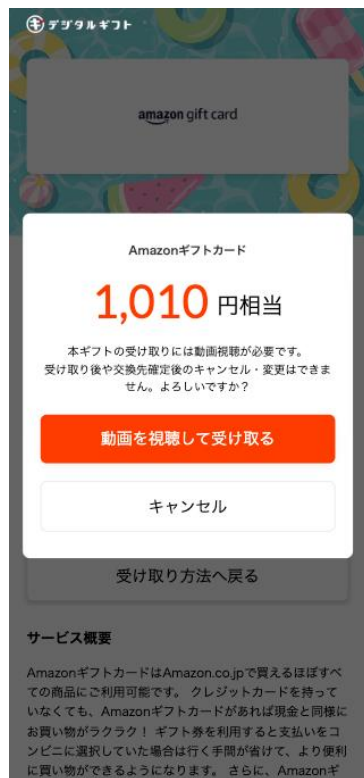 デジタルギフト
amazon gift card
Amazonギフトカード
1,010 円相当
本ギフトの受け取りには動画視聴が必要です。
受け取り後や交換先確定後のキャンセル・変更はできま
せん。よろしいですか?
動画を視聴して受け取る
キャンセル
受け取り方法へ戻る
サービス概要
AmazonギフトカードはAmazon.co.jpで買えるほぼすべ
ての商品にご利用可能です。 クレジットカードを持って
いなくても、Amazonギフトカードがあれば現金と同様に
お買い物がラクラク! ギフト券を利用すると支払いをコ
ンビニに選択していた場合は行く手間が省けて、より便利
に買い物ができるようになります。 さらに、Amazonギ